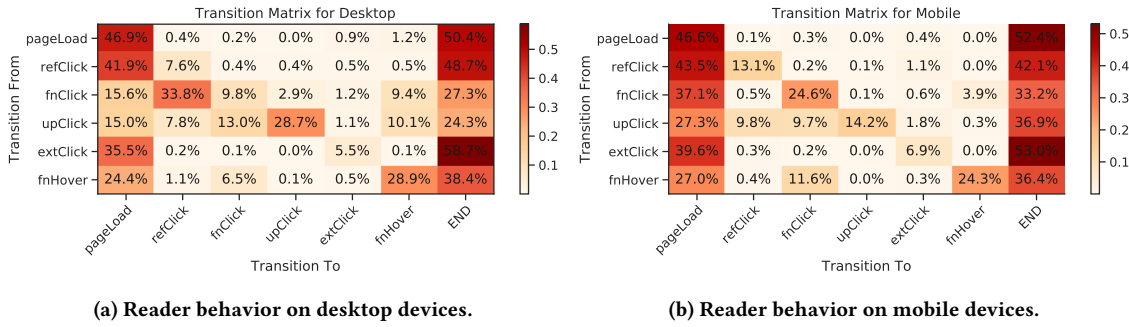 Transition Matrix for Desktop
Transition From
pageLoad 46.9% 0.4% 0.2% 0.0% 0.9% 1.2% 50.4%
refClick 41.9% 7.6% 0.4% 0.4% 0.5% 0.5% 48.7%
fnClick 15.6% 33.8% 9.8% 2.9% 1.2% 9.4% 27.3%
upClick 15.0% 7.8% 13.0% 28.7% 1.1% 10.1% 24.3%
extClick 35.5% 0.2% 0.1% 0.0% 5.5% 0.1% 58.7%
fnHover 24.4% 1.1% 6.5% 0.1% 0.5% 28.9% 38.4%
pageLoad refClick fnClick upClick extClick fnHover END
Transition To
0.5
0.4
0.3
0.2
0.1
(a) Reader behavior on desktop devices.
Transition Matrix for Mobile
Transition From
pageLoad 46.6% 0.1% 0.3% 0.0% 0.4% 0.0% 52.4%
refClick 43.5% 13.1% 0.2% 0.1% 1.1% 0.0% 42.1%
fnClick 37.1% 0.5% 24.6% 0.1% 0.6% 3.9% 33.2%
upClick 27.3% 9.8% 9.7% 14.2% 1.8% 0.3% 36.9%
extClick 39.6% 0.3% 0.2% 0.0% 6.9% 0.0% 53.0%
fnHover 27.0% 0.4% 11.6% 0.0% 0.3% 24.3% 36.4%
pageLoad refClick fnClick upClick extClick fnHover END
Transition To
0.5
0.4
0.3
0.2
0.1
(b) Reader behavior on mobile devices.